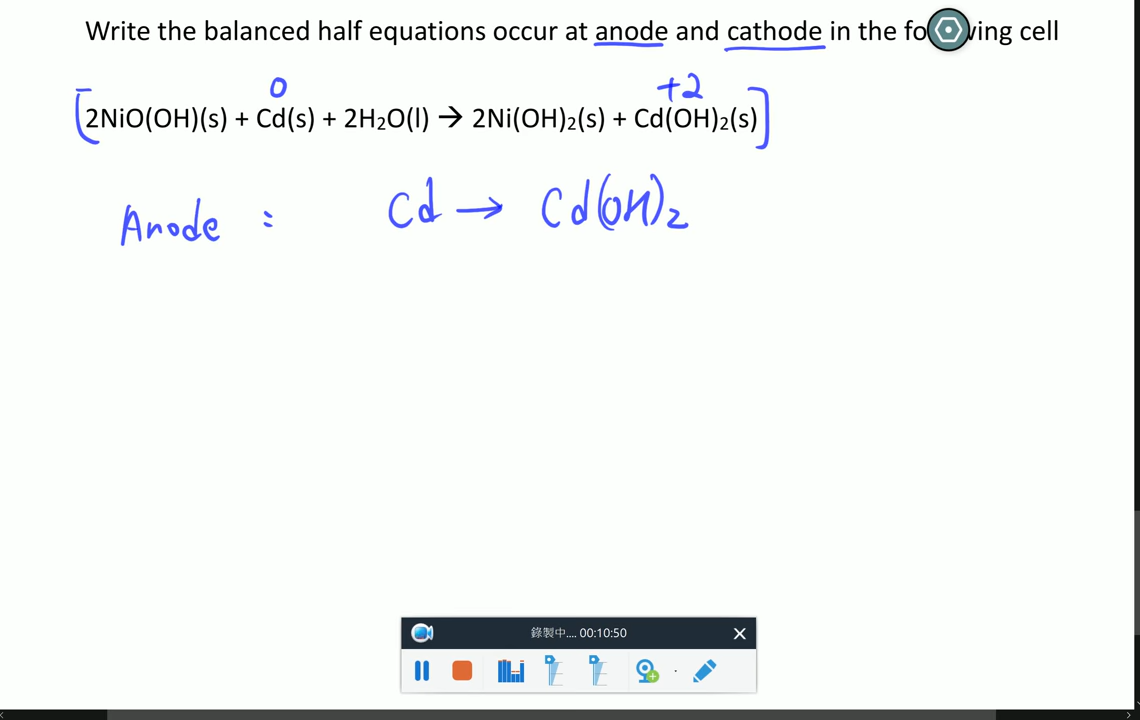 Write the balanced half equations occur at anode and cathode in the fo ving cell
0 +2
[2NiO(OH)(s) + Cd(s) + 2H₂O(l) → 2Ni(OH)₂(s) + Cd(OH)₂(s)]
Anode : Cd → Cd(OH)₂
錄製中.... 00:10:50